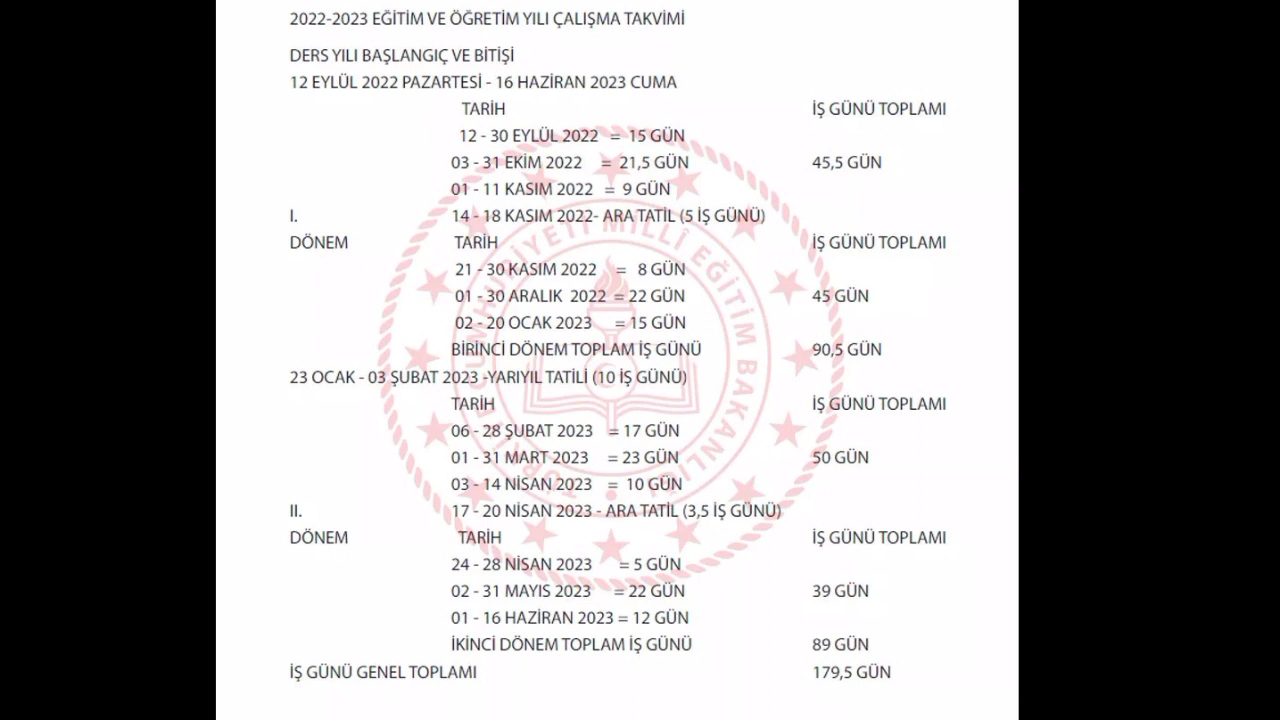 2022-2023 EĞİTİM VE ÖĞRETİM YILI ÇALIŞMA TAKVİMİ
DERS YILI BAŞLANGIÇ VE BİTİŞİ
12 EYLÜL 2022 PAZARTESİ - 16 HAZİRAN 2023 CUMA
TARİH İŞ GÜNÜ TOPLAMI
12 - 30 EYLÜL 2022 = 15 GÜN
03 - 31 EKİM 2022 = 21,5 GÜN 45,5 GÜN
01 - 11 KASIM 2022 = 9 GÜN
I. 14 - 18 KASIM 2022- ARA TATİL (5 İŞ GÜNÜ)
DÖNEM TARİH İŞ GÜNÜ TOPLAMI
21 - 30 KASIM 2022 = 8 GÜN
01 - 30 ARALIK 2022 = 22 GÜN 45 GÜN
02 - 20 OCAK 2023 = 15 GÜN
BİRİNCİ DÖNEM TOPLAM İŞ GÜNÜ 90,5 GÜN
23 OCAK - 03 ŞUBAT 2023 -YARIYIL TATİLİ (10 İŞ GÜNÜ)
TARİH İŞ GÜNÜ TOPLAMI
06 - 28 ŞUBAT 2023 = 17 GÜN
01 - 31 MART 2023 = 23 GÜN 50 GÜN
03 - 14 NİSAN 2023 = 10 GÜN
II. 17 - 20 NİSAN 2023 - ARA TATİL (3,5 İŞ GÜNÜ)
DÖNEM TARİH İŞ GÜNÜ TOPLAMI
24 - 28 NİSAN 2023 = 5 GÜN
02 - 31 MAYIS 2023 = 22 GÜN 39 GÜN
01 - 16 HAZİRAN 2023 = 12 GÜN
İKİNCİ DÖNEM TOPLAM İŞ GÜNÜ 89 GÜN
İŞ GÜNÜ GENEL TOPLAMI 179,5 GÜN
TÜRKİYE CUMHURİYETİ MİLLÎ EĞİTİM BAKANLIĞI